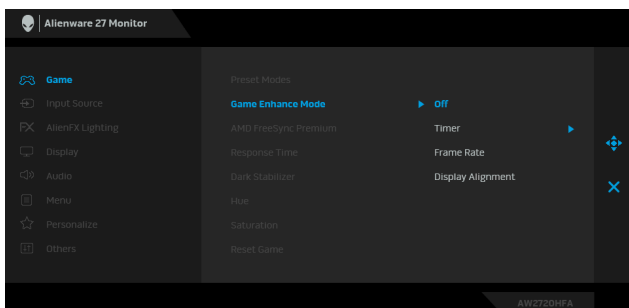 Alienware 27 Monitor
Game
Input Source
FX AlienFX Lighting
Display
Audio
Menu
Personalize
Others
Preset Modes
Game Enhance Mode
AMD FreeSync Premium
Response Time
Dark Stabilizer
Hue
Saturation
Reset Game
Off
Timer
Frame Rate
Display Alignment
AW2720HFA